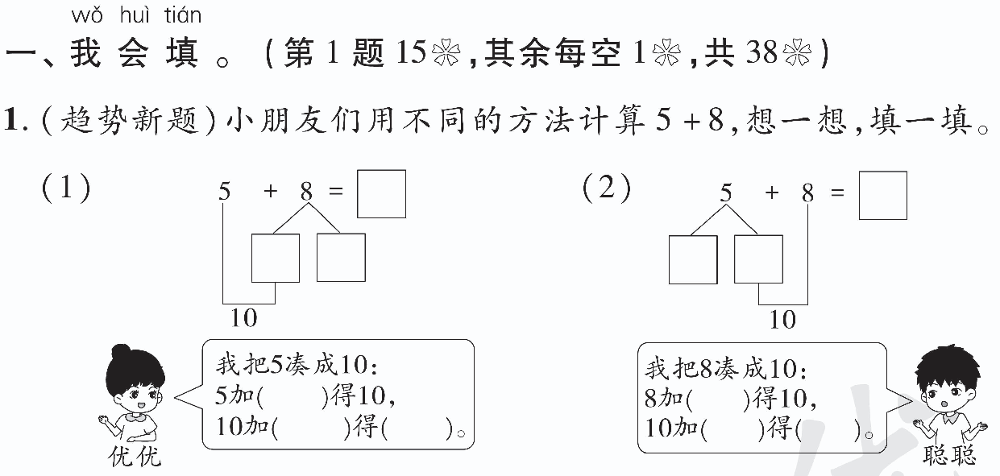 wǒ huì tián
一、我会填。(第1题15,其余每空1,共38)
1.(趋势新题)小朋友们用不同的方法计算5+8,想一想,填一填。
(1) 5 + 8 =
10
我把5凑成10:
5加( )得10,
10加( )得( )。
优优
(2) 5 + 8 =
10
我把8凑成10:
8加( )得10,
10加( )得( )。
聪聪